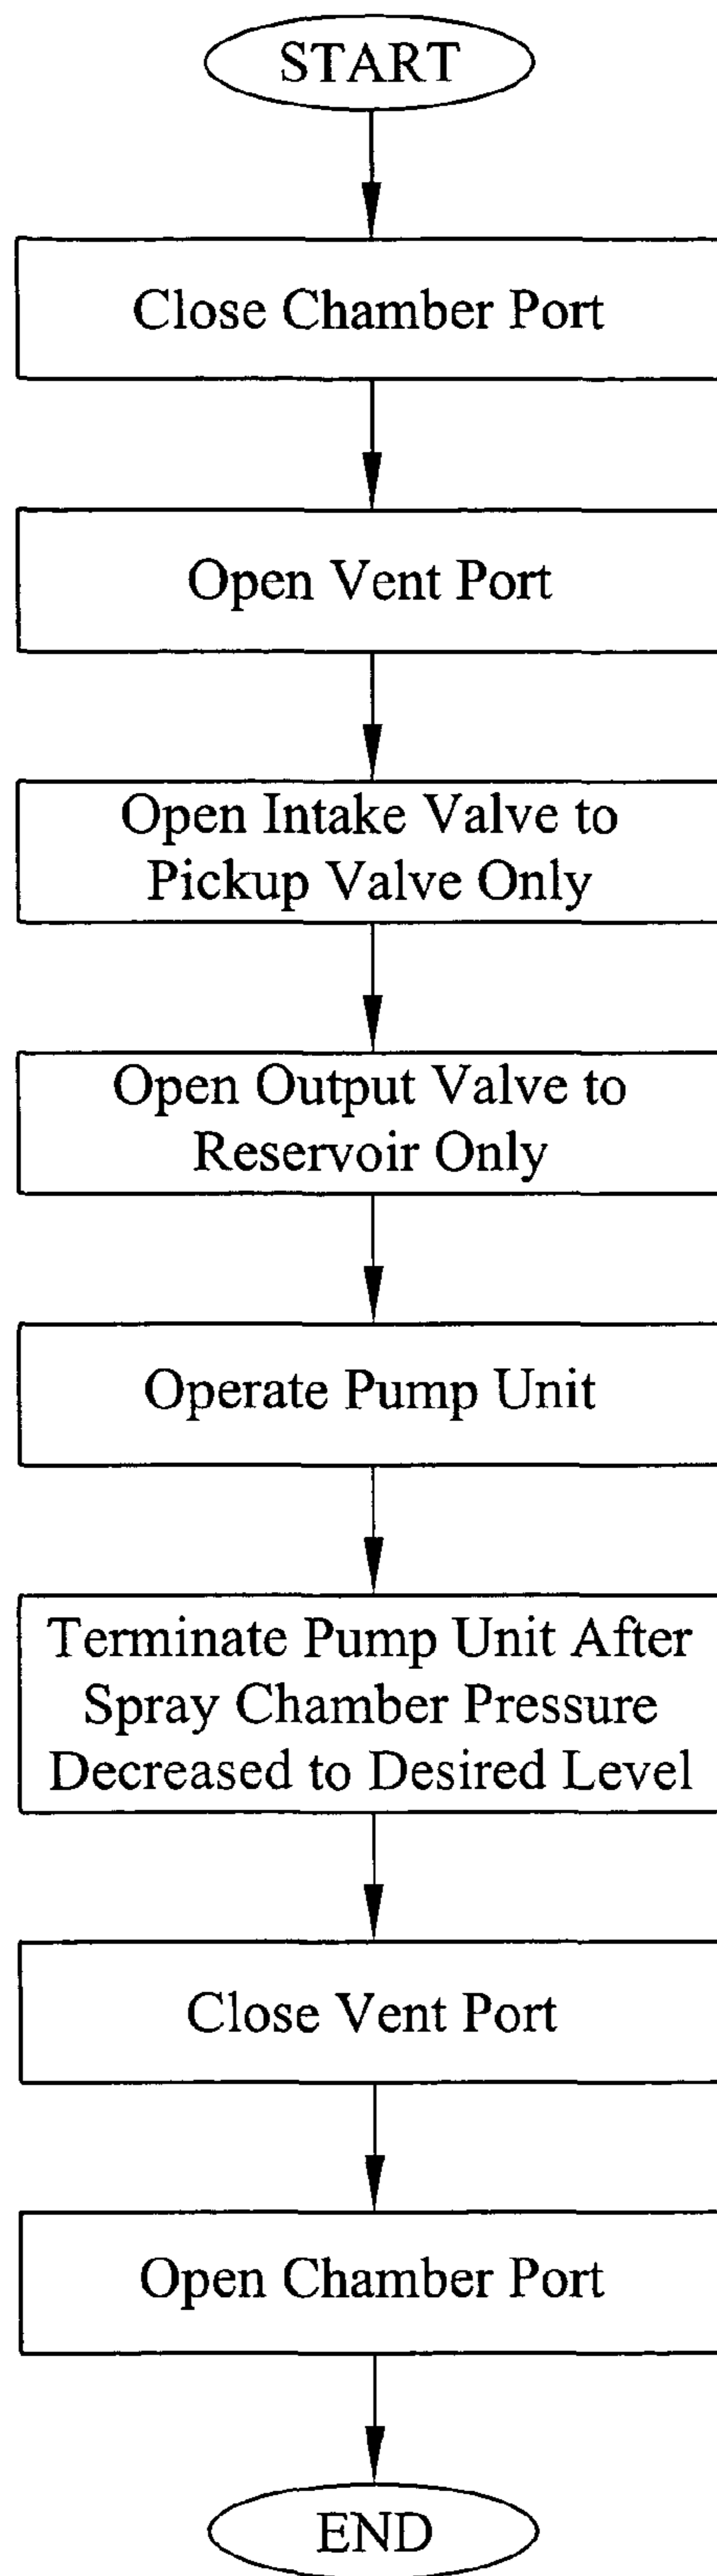 START
Close Chamber Port
Open Vent Port
Open Intake Valve to
Pickup Valve Only
Open Output Valve to
Reservoir Only
Operate Pump Unit
Terminate Pump Unit After
Spray Chamber Pressure
Decreased to Desired Level
Close Vent Port
Open Chamber Port
END